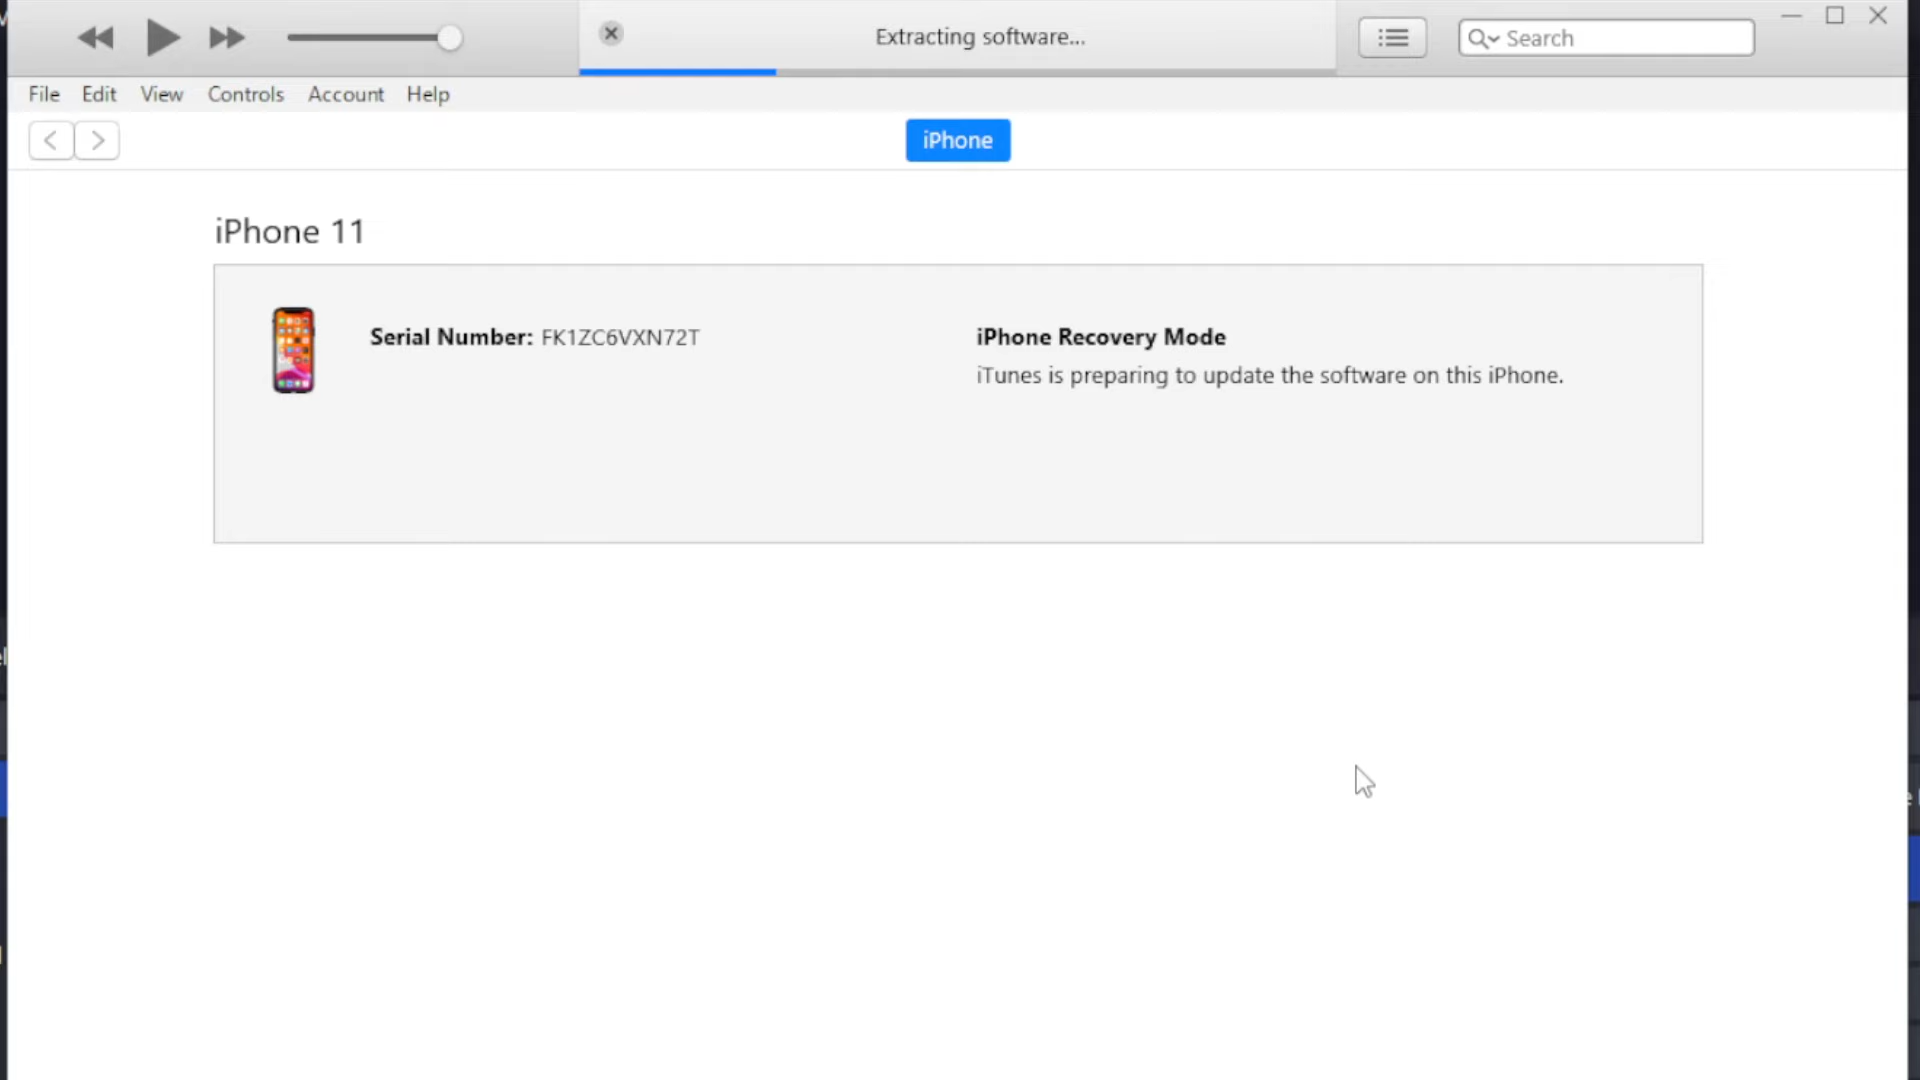 Extracting software...
Search
File Edit View Controls Account Help
iPhone
iPhone 11
Serial Number: FK1ZC6VXN72T
iPhone Recovery Mode
iTunes is preparing to update the software on this iPhone.